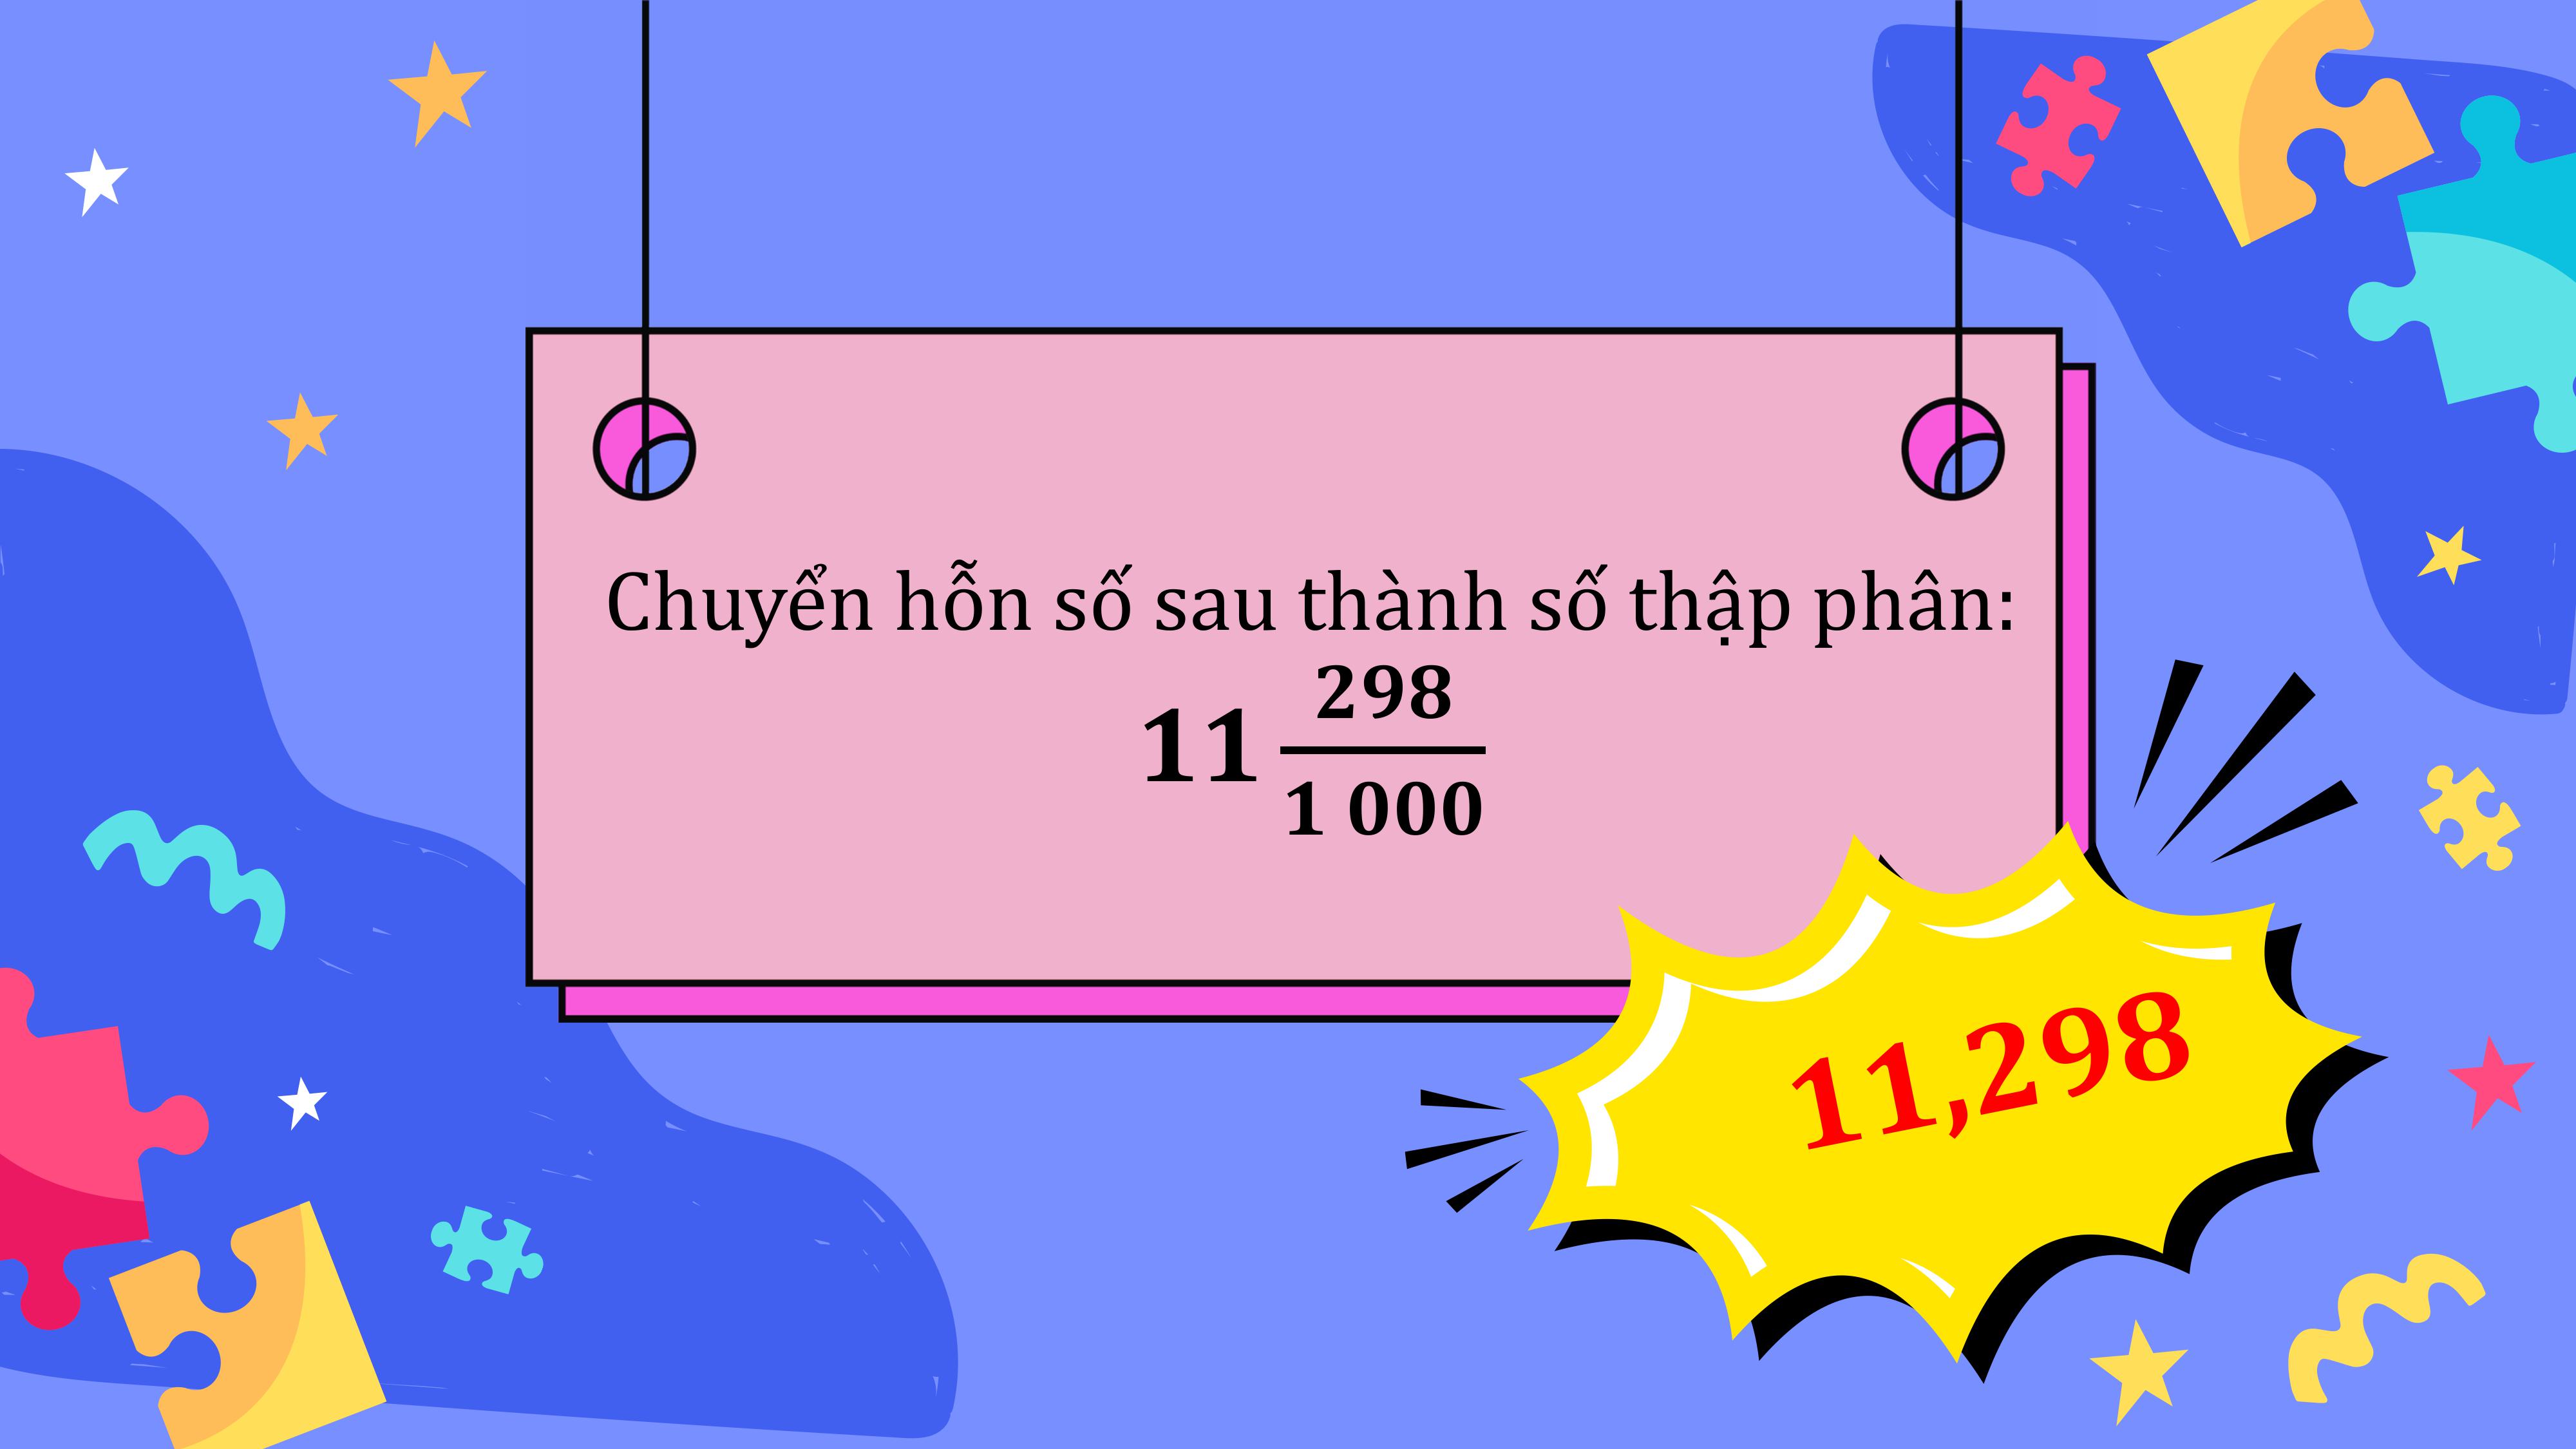 Chuyển hỗn số sau thành số thập phân:
11 298/1 000
11,298